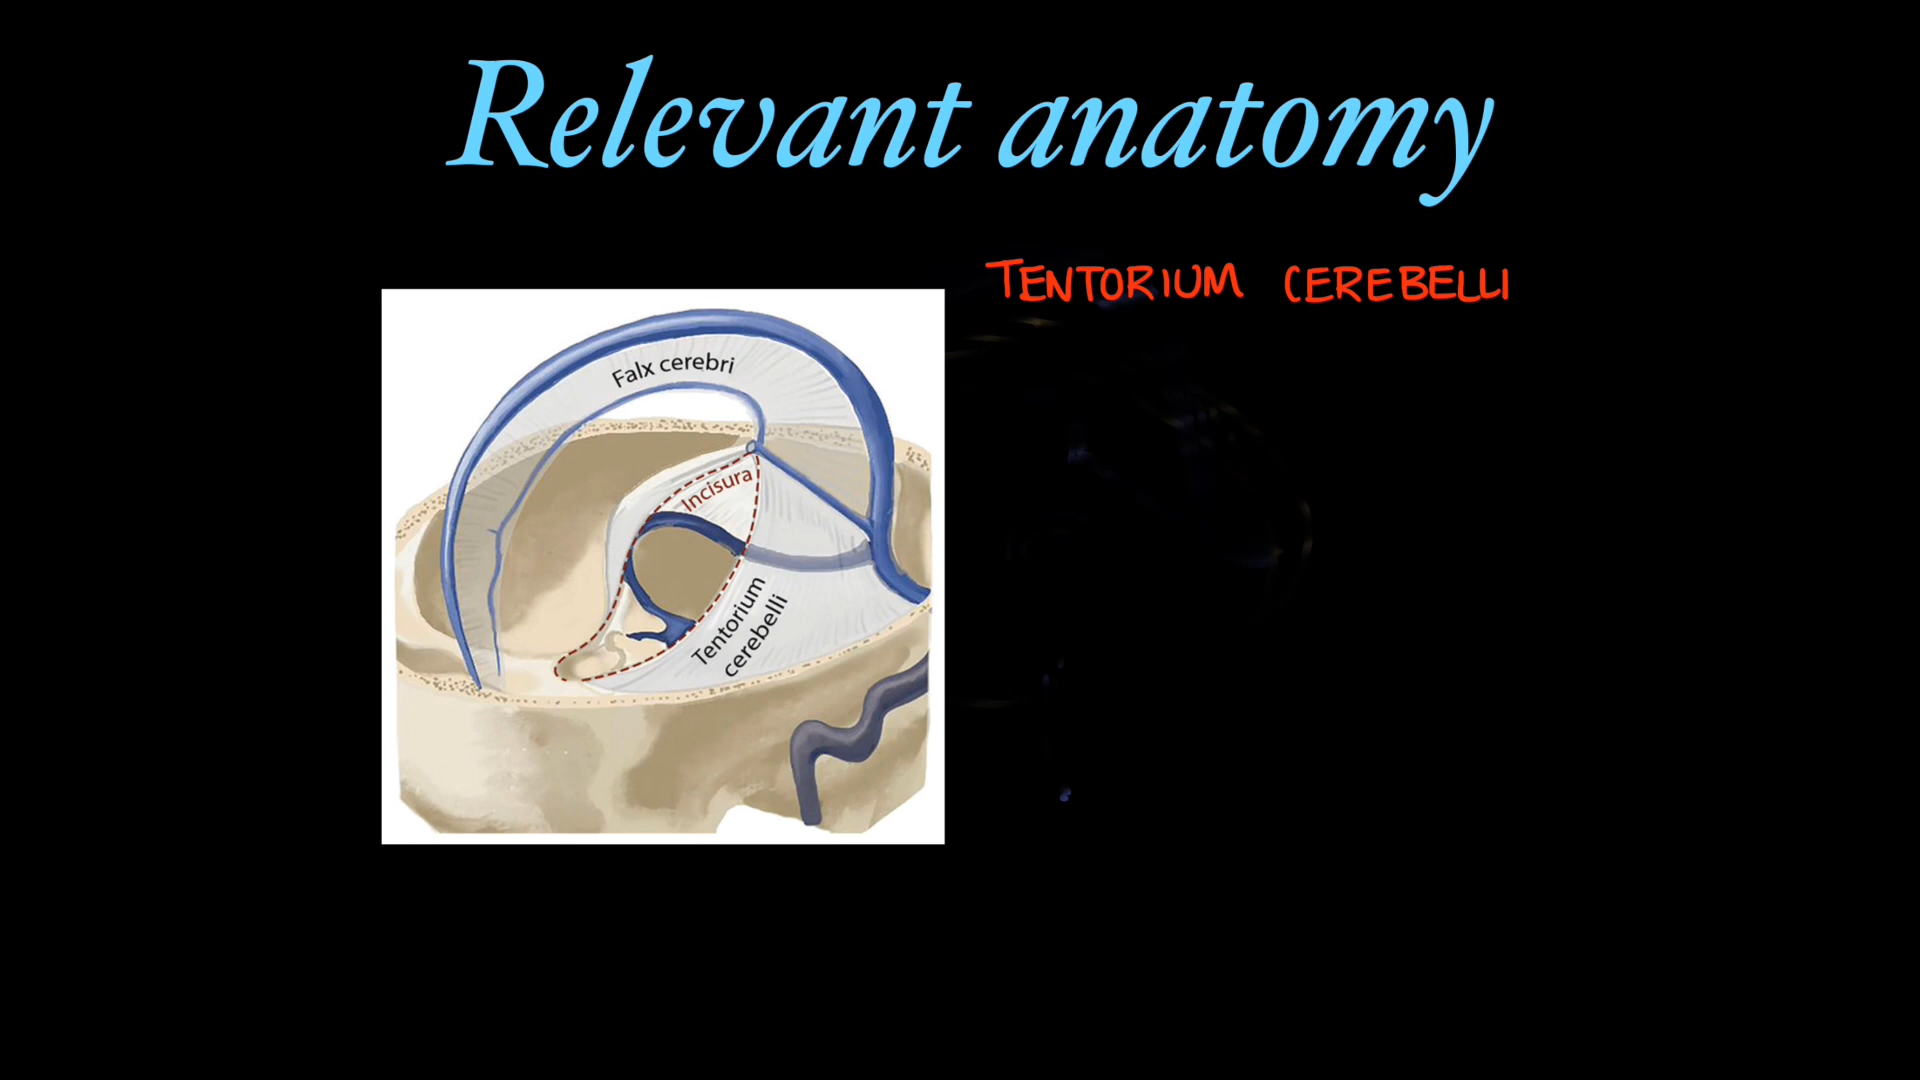 Relevant anatomy
TENTORIUM CEREBELLI
Falx cerebri
Incisura
Tentorium
cerebelli